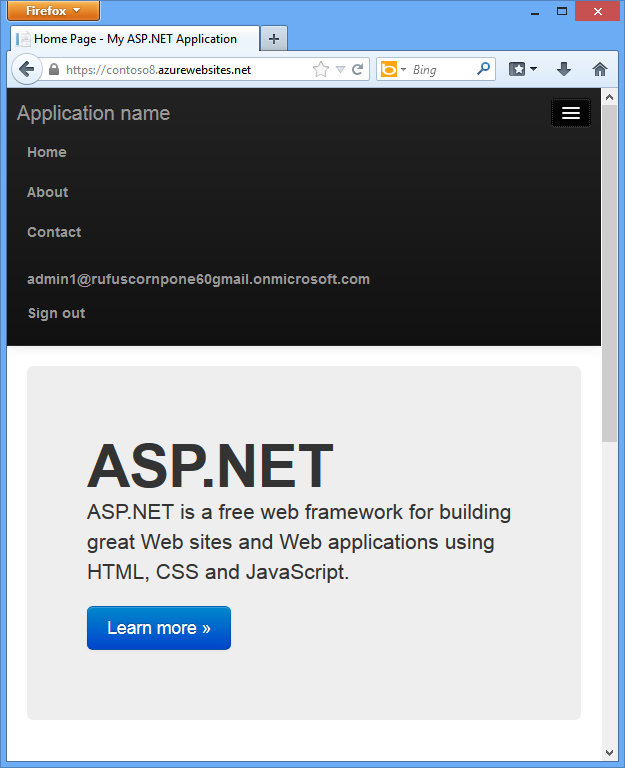 Firefox
Home Page - My ASP.NET Application
https://contoso8.azurewebsites.net
Bing
Application name
Home
About
Contact
admin1@rufuscornpone60gmail.onmicrosoft.com
Sign out
ASP.NET
ASP.NET is a free web framework for building
great Web sites and Web applications using
HTML, CSS and JavaScript.
Learn more »